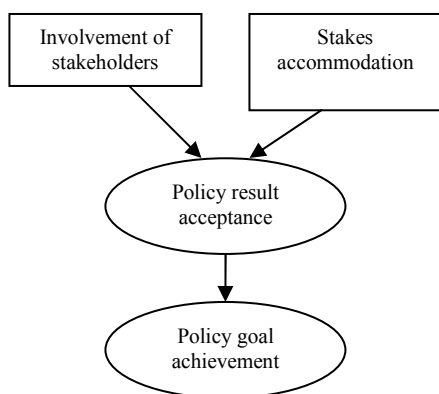 Involvement of
stakeholders
Stakes
accommodation
Policy result
acceptance
Policy goal
achievement